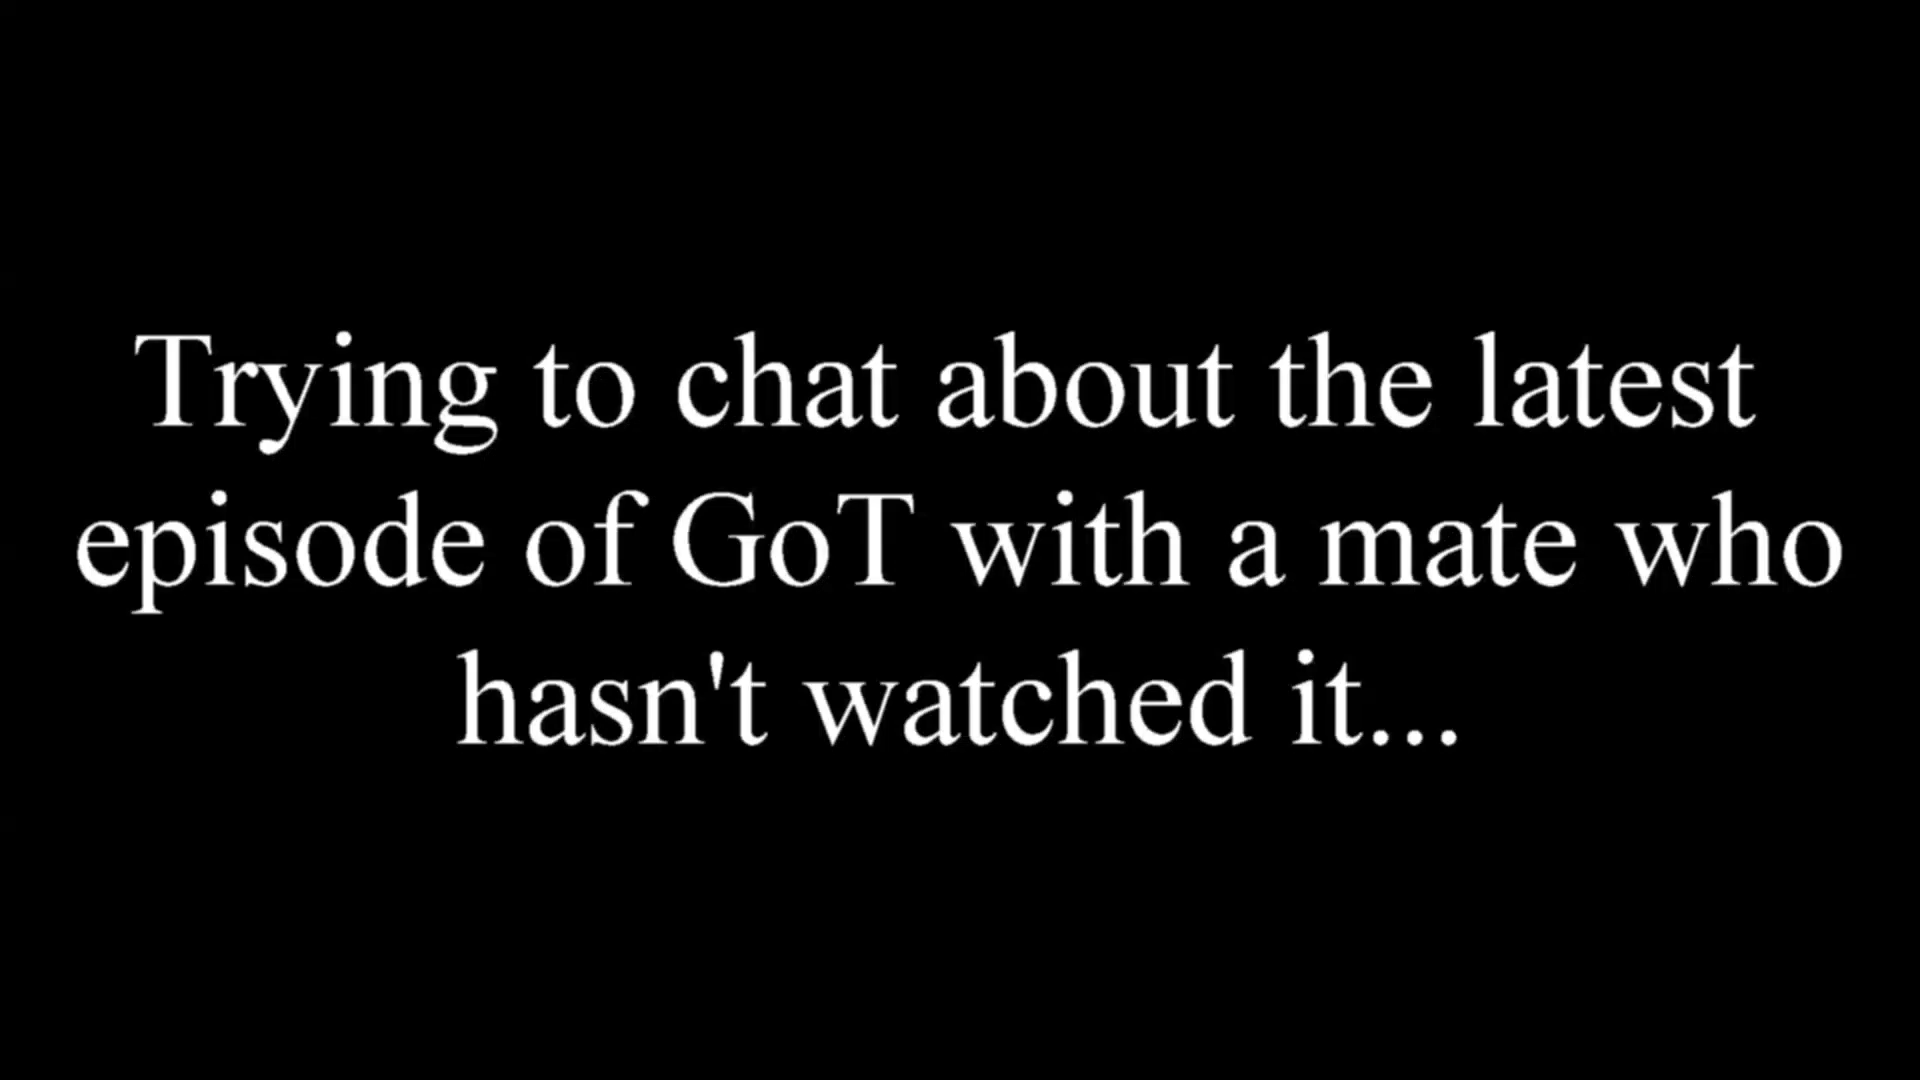 Trying to chat about the latest
episode of GoT with a mate who
hasn't watched it...